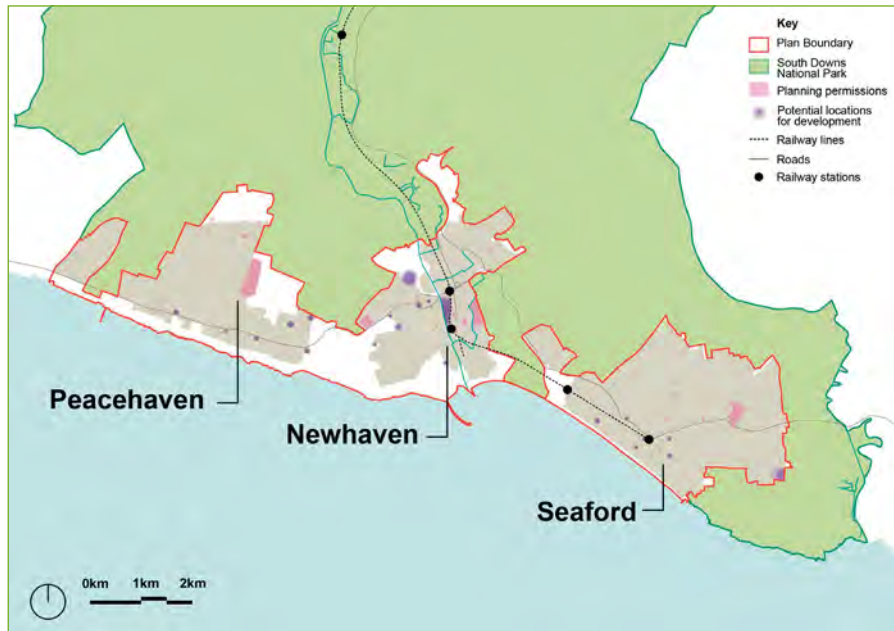 Key
Plan Boundary
South Downs
National Park
Planning permissions
Potential locations
for development
Railway lines
Roads
Railway stations
Peacehaven
Newhaven
Seaford
0km 1km 2km